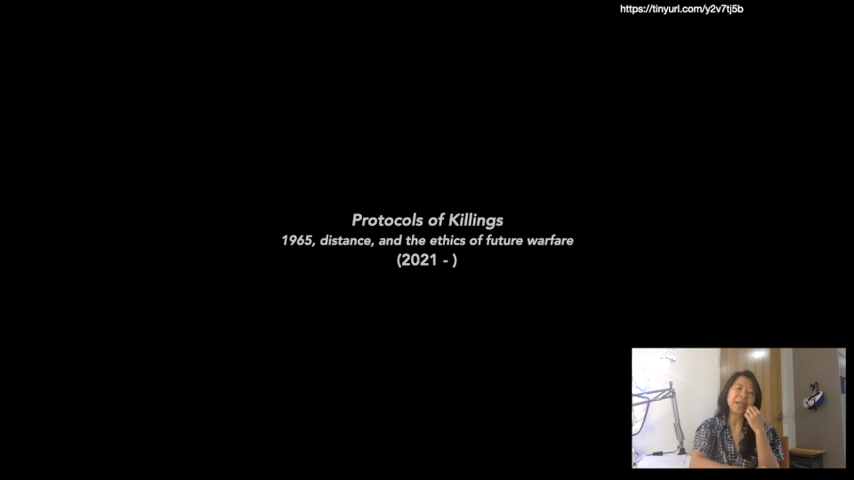 https://tinyurl.com/y2v7tj5b
Protocols of Killings
1965, distance, and the ethics of future warfare
(2021 - )